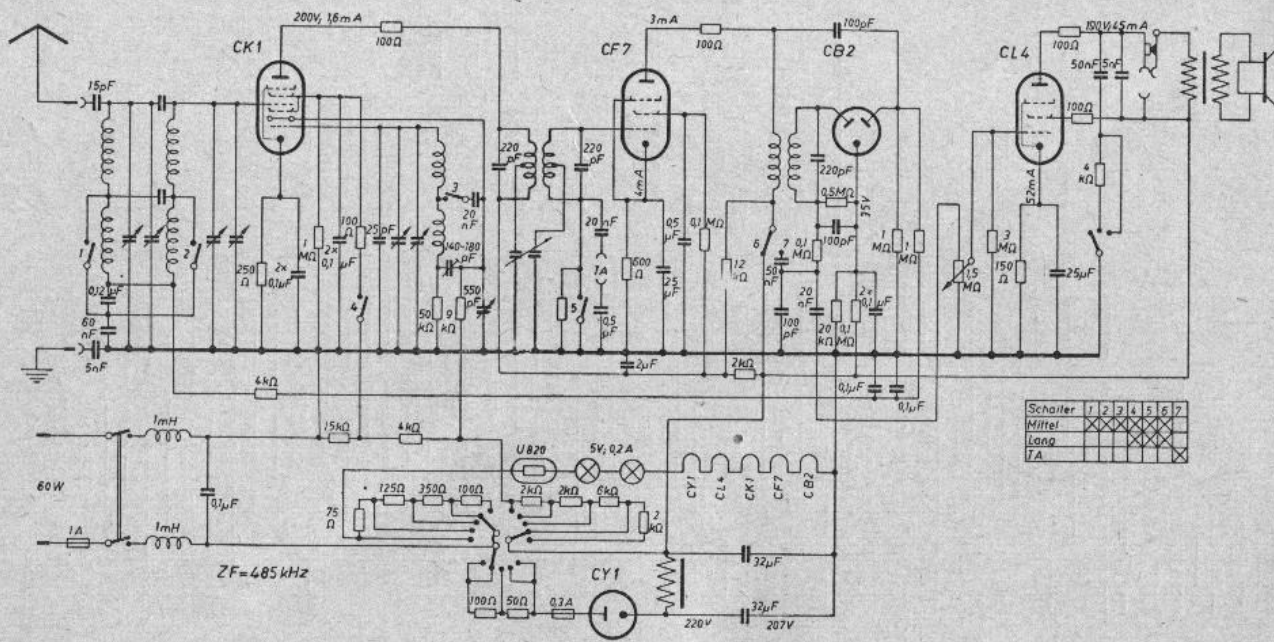 200V; 1,6mA
3mA
100pF
190V; 45mA
CK1
100Ω
CF7
100Ω
CB2
CL4
100Ω
50nF
5nF
15pF
100Ω
220
pF
220
pF
220pF
4mA
52mA
4
kΩ
3
20
nF
0,5MΩ
35V
1
MΩ
2x
0,1
μF
100
Ω
25pF
20
nF
0,5
μF
0,1
MΩ
100pF
1
MΩ
1
MΩ
3
MΩ
1
2
250
Ω
2x
0,1μF
140-180
pF
1A
600
Ω
25
μF
12
kΩ
6
7
50
nF
0,1
MΩ
1,5
MΩ
150
Ω
25μF
0,12μF
4
50
kΩ
9
kΩ
550
pF
5
0,5
μF
100
pF
20
nF
20
kΩ
0,1
MΩ
2x
0,1μF
60
nF
5nF
2μF
2kΩ
4kΩ
0,1μF
0,1μF
1mH
15kΩ
4kΩ
Schalter 1 2 3 4 5 6 7
Mittel
Lang
TA
U820
5V; 0,2A
CY1
CL4
CK1
CF7
CB2
60W
0,1μF
125Ω
350Ω
100Ω
2kΩ
2kΩ
6kΩ
75
Ω
2
kΩ
1A
1mH
32μF
ZF=485kHz
CY1
100Ω
50Ω
0,3A
220V
32μF
207V